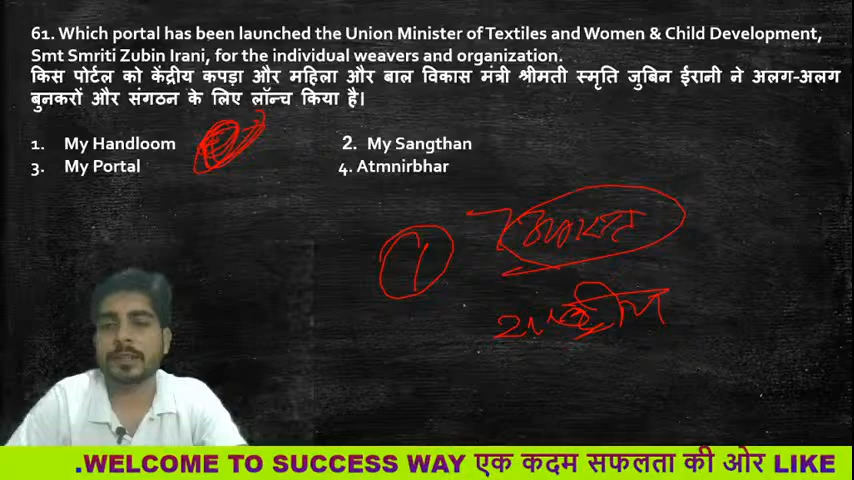 61. Which portal has been launched the Union Minister of Textiles and Women & Child Development,
Smt Smriti Zubin Irani, for the individual weavers and organization.
किस पोर्टल को केंद्रीय कपड़ा और महिला और बाल विकास मंत्री श्रीमती स्मृति जुबिन ईरानी ने अलग-अलग
बुनकरों और संगठन के लिए लॉन्च किया है।
1. My Handloom 2. My Sangthan
3. My Portal 4. Atmnirbhar
1
.WELCOME TO SUCCESS WAY एक कदम सफलता की ओर LIKE